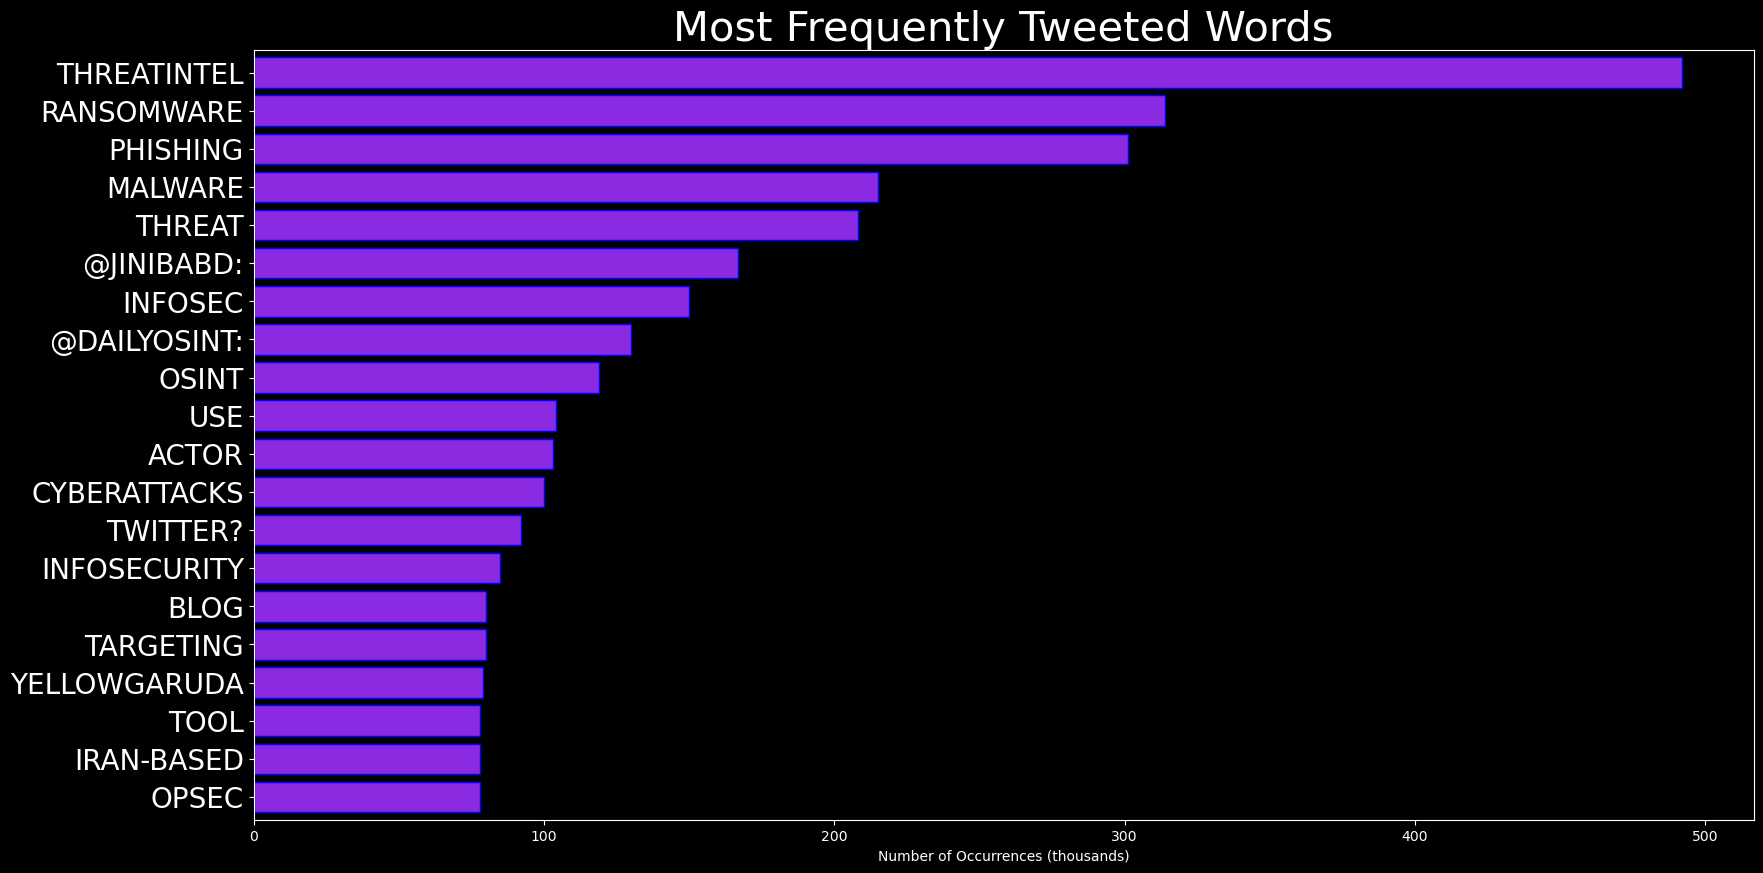 Most Frequently Tweeted Words
THREATINTEL
RANSOMWARE
PHISHING
MALWARE
THREAT
@JINIBABD:
INFOSEC
@DAILYOSINT:
OSINT
USE
ACTOR
CYBERATTACKS
TWITTER?
INFOSECURITY
BLOG
TARGETING
YELLOWGARUDA
TOOL
IRAN-BASED
OPSEC
0 100 200 300 400 500
Number of Occurrences (thousands)